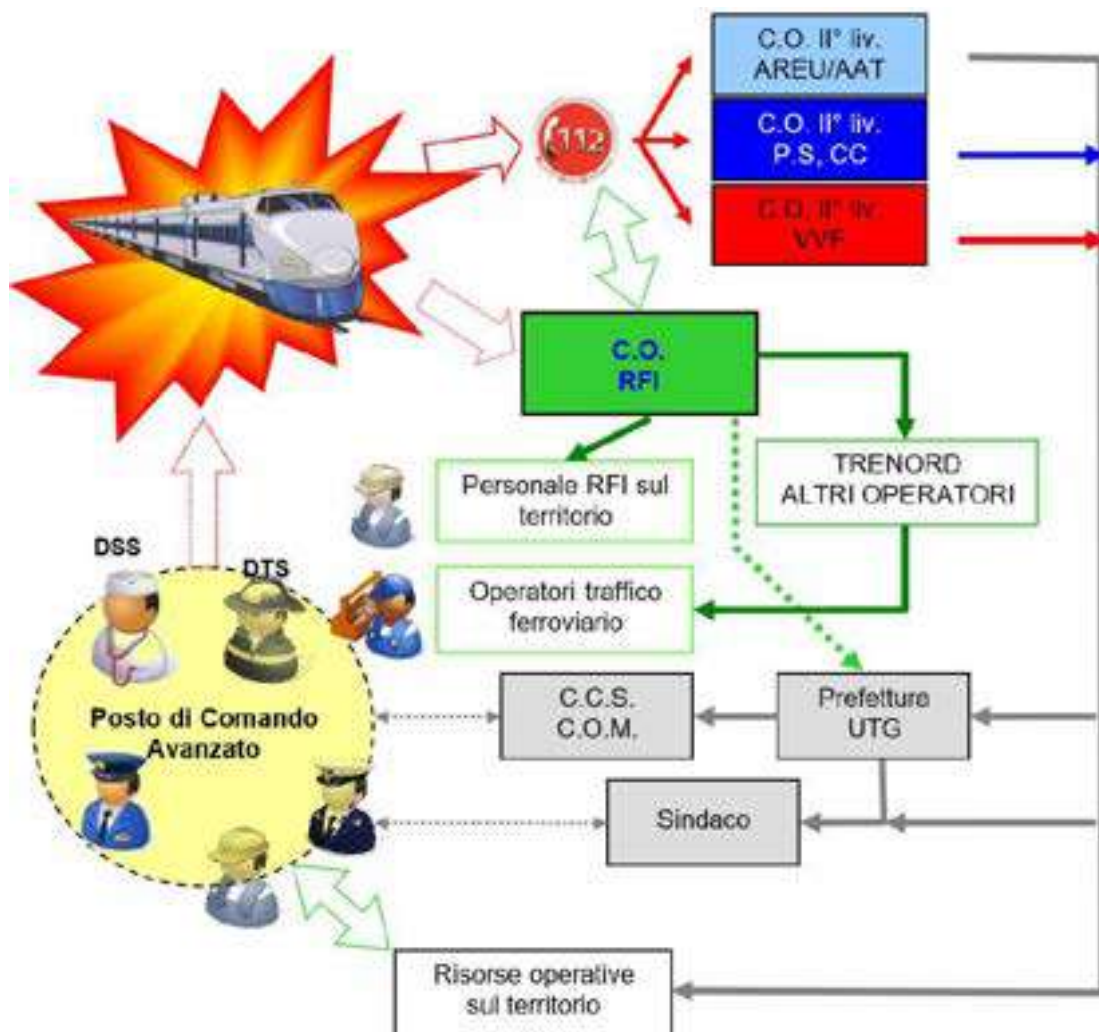 C.O. II° liv.
AREU/AAT
112
C.O. II° liv.
P.S, CC
C.O. II° liv.
VVF
C.O.
RFI
Personale RFI sul
territorio
TRENORD
ALTRI OPERATORI
DSS
DTS
Operatori traffico
ferroviario
Posto di Comando
Avanzato
C.C.S.
C.O.M.
Prefettura
UTG
Sindaco
Risorse operative
sul territorio